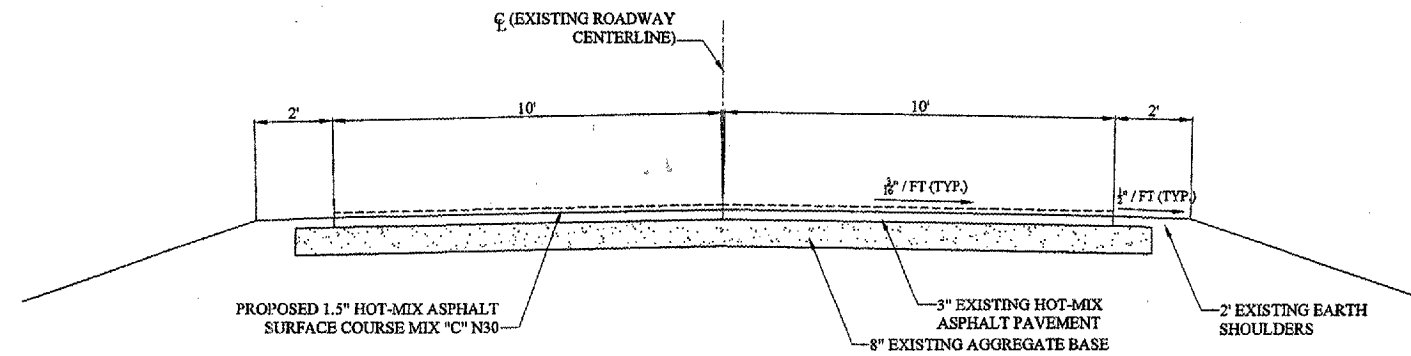 ℄ (EXISTING ROADWAY
CENTERLINE)
2'
10'
10'
2'
3/16" / FT (TYP.)
1/2" / FT (TYP.)
PROPOSED 1.5" HOT-MIX ASPHALT
SURFACE COURSE MIX "C" N30
3" EXISTING HOT-MIX
ASPHALT PAVEMENT
8" EXISTING AGGREGATE BASE
2' EXISTING EARTH
SHOULDERS